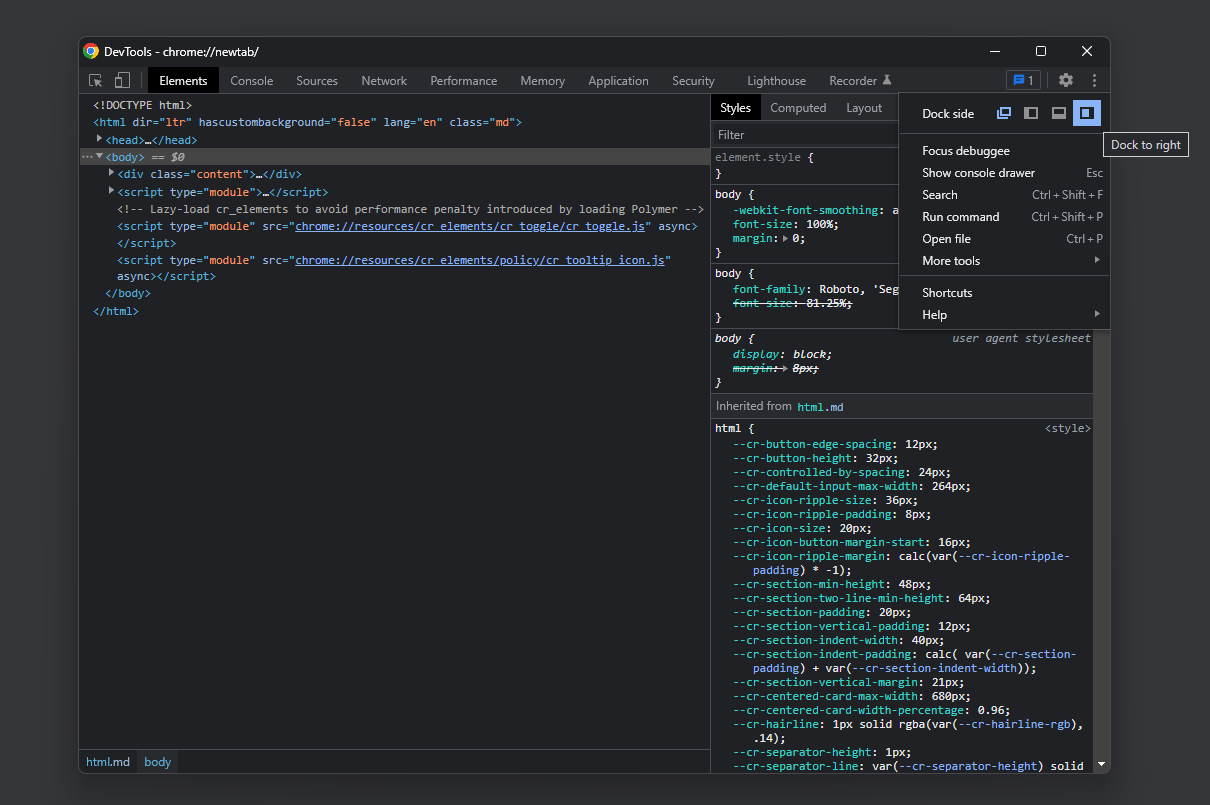 DevTools - chrome://newtab/
Elements Console Sources Network Performance Memory Application Security Lighthouse Recorder 1
<!DOCTYPE html>
<html dir="ltr" hascustombackground="false" lang="en" class="md">
<head>…</head>
<body> == $0
<div class="content">…</div>
<script type="module">…</script>
<!-- Lazy-load cr_elements to avoid performance penalty introduced by loading Polymer -->
<script type="module" src="chrome://resources/cr_elements/cr_toggle/cr_toggle.js" async>
</script>
<script type="module" src="chrome://resources/cr_elements/policy/cr_tooltip_icon.js"
async></script>
</body>
</html>
html.md body
Styles Computed Layout
Filter
element.style {
}
body {
-webkit-font-smoothing: a
font-size: 100%;
margin: 0;
}
body {
font-family: Roboto, 'Seg
font-size: 81.25%;
}
body { user agent stylesheet
display: block;
margin: 8px;
}
Inherited from html.md
html { <style>
--cr-button-edge-spacing: 12px;
--cr-button-height: 32px;
--cr-controlled-by-spacing: 24px;
--cr-default-input-max-width: 264px;
--cr-icon-ripple-size: 36px;
--cr-icon-ripple-padding: 8px;
--cr-icon-size: 20px;
--cr-icon-button-margin-start: 16px;
--cr-icon-ripple-margin: calc(var(--cr-icon-ripple-
padding) * -1);
--cr-section-min-height: 48px;
--cr-section-two-line-min-height: 64px;
--cr-section-padding: 20px;
--cr-section-vertical-padding: 12px;
--cr-section-indent-width: 40px;
--cr-section-indent-padding: calc( var(--cr-section-
padding) + var(--cr-section-indent-width));
--cr-section-vertical-margin: 21px;
--cr-centered-card-max-width: 680px;
--cr-centered-card-width-percentage: 0.96;
--cr-hairline: 1px solid rgba(var(--cr-hairline-rgb),
.14);
--cr-separator-height: 1px;
--cr-separator-line: var(--cr-separator-height) solid
Dock side
Dock to right
Focus debuggee
Show console drawer Esc
Search Ctrl + Shift + F
Run command Ctrl + Shift + P
Open file Ctrl + P
More tools
Shortcuts
Help